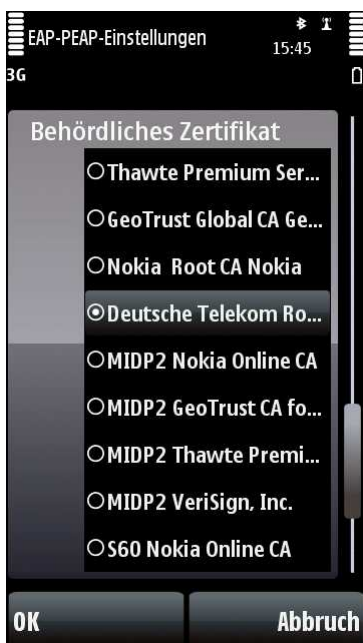 EAP-PEAP-Einstellungen
15:45
3G
Behördliches Zertifikat
Thawte Premium Ser...
GeoTrust Global CA Ge...
Nokia Root CA Nokia
Deutsche Telekom Ro...
MIDP2 Nokia Online CA
MIDP2 GeoTrust CA fo...
MIDP2 Thawte Premi...
MIDP2 VeriSign, Inc.
S60 Nokia Online CA
OK
Abbruch